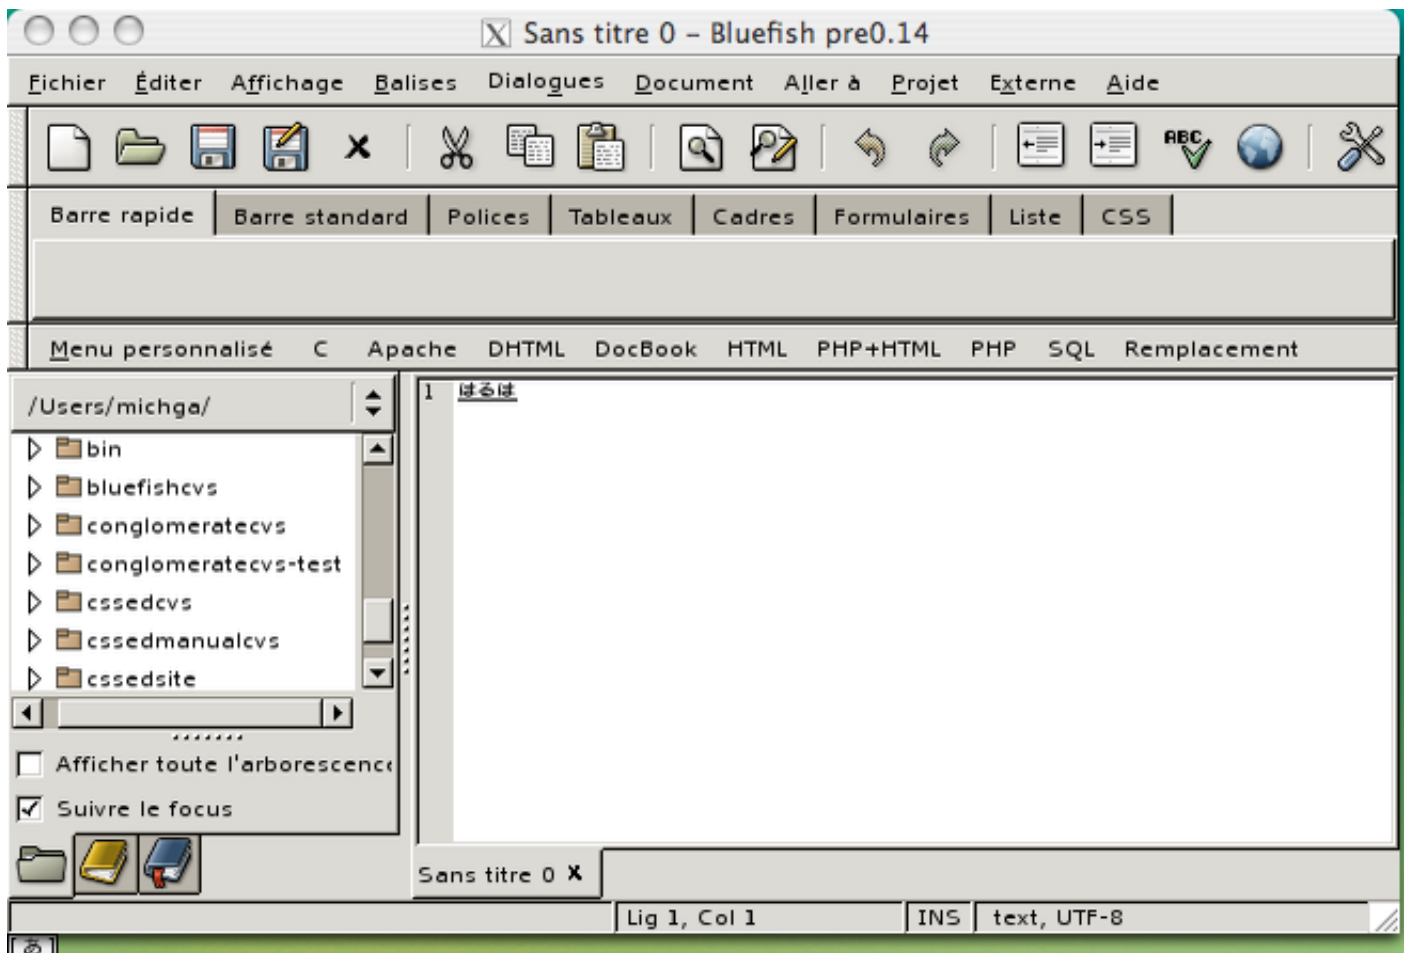 Sans titre 0 – Bluefish pre0.14
Fichier Éditer Affichage Balises Dialogues Document Aller à Projet Externe Aide
ABC
Barre rapide Barre standard Polices Tableaux Cadres Formulaires Liste CSS
Menu personnalisé C Apache DHTML DocBook HTML PHP+HTML PHP SQL Remplacement
/Users/michga/
1 はるは
bin
bluefishcvs
conglomeratecvs
conglomeratecvs-test
cssedcvs
cssedmanualcvs
cssedsite
Afficher toute l'arborescence
Suivre le focus
Sans titre 0
Lig 1, Col 1 INS text, UTF-8
[あ]